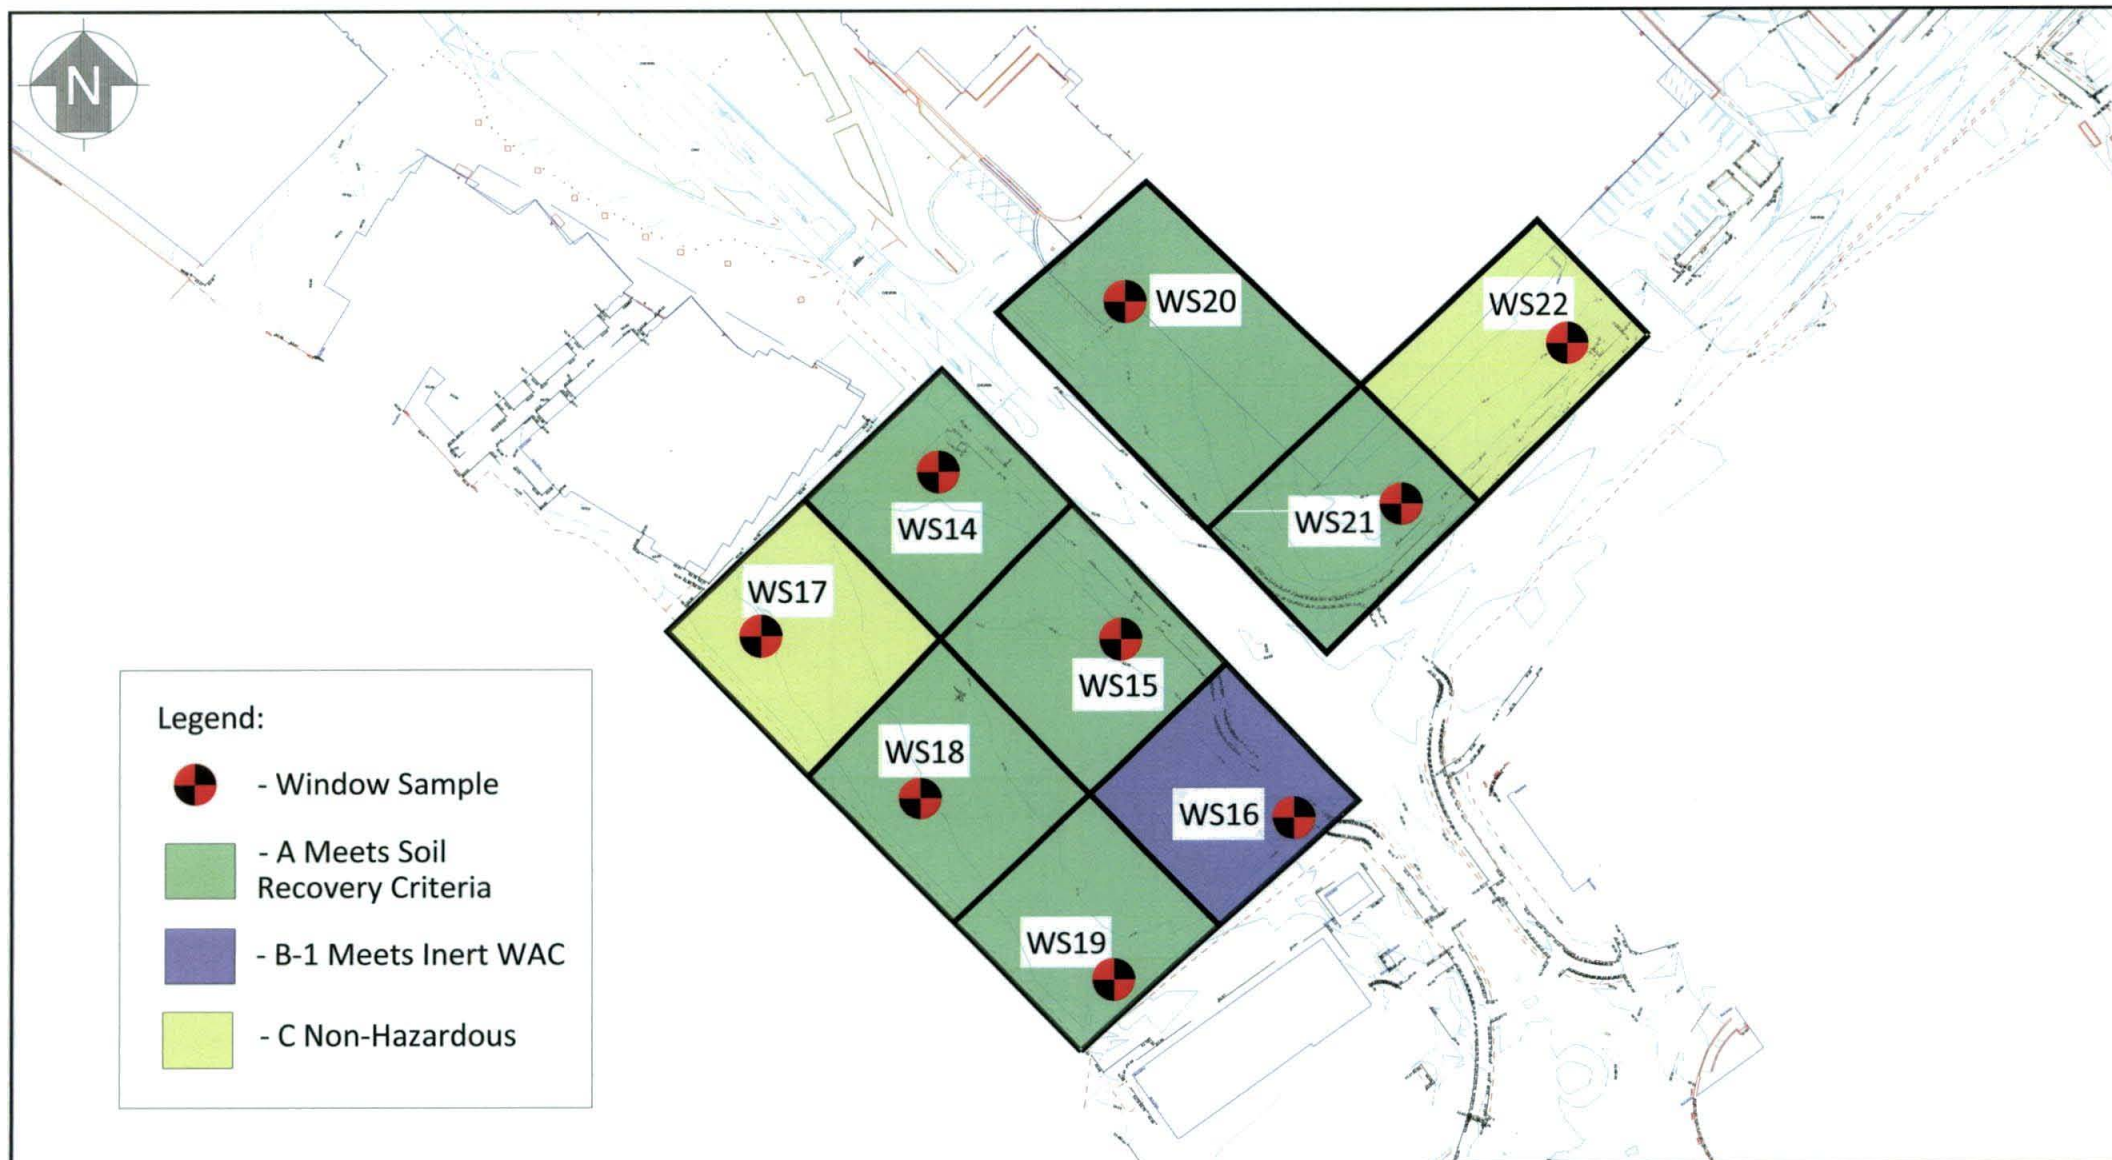 N
WS20
WS22
WS14
WS21
WS17
WS15
WS18
WS16
WS19
Legend:
- Window Sample
- A Meets Soil
Recovery Criteria
- B-1 Meets Inert WAC
- C Non-Hazardous